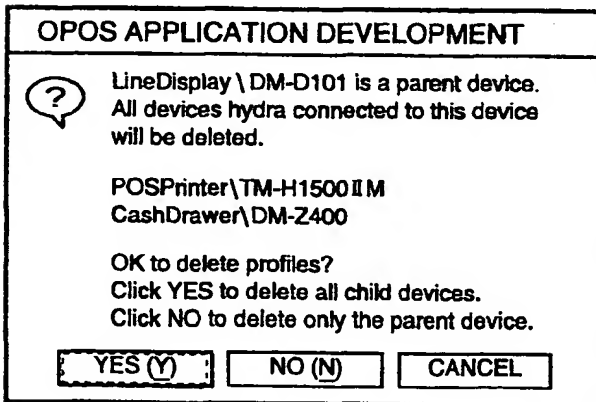 OPOS APPLICATION DEVELOPMENT
?
LineDisplay \ DM-D101 is a parent device.
All devices hydra connected to this device
will be deleted.
POSPrinter\TM-H1500ⅡM
CashDrawer\DM-Z400
OK to delete profiles?
Click YES to delete all child devices.
Click NO to delete only the parent device.
YES (Y) NO (N) CANCEL